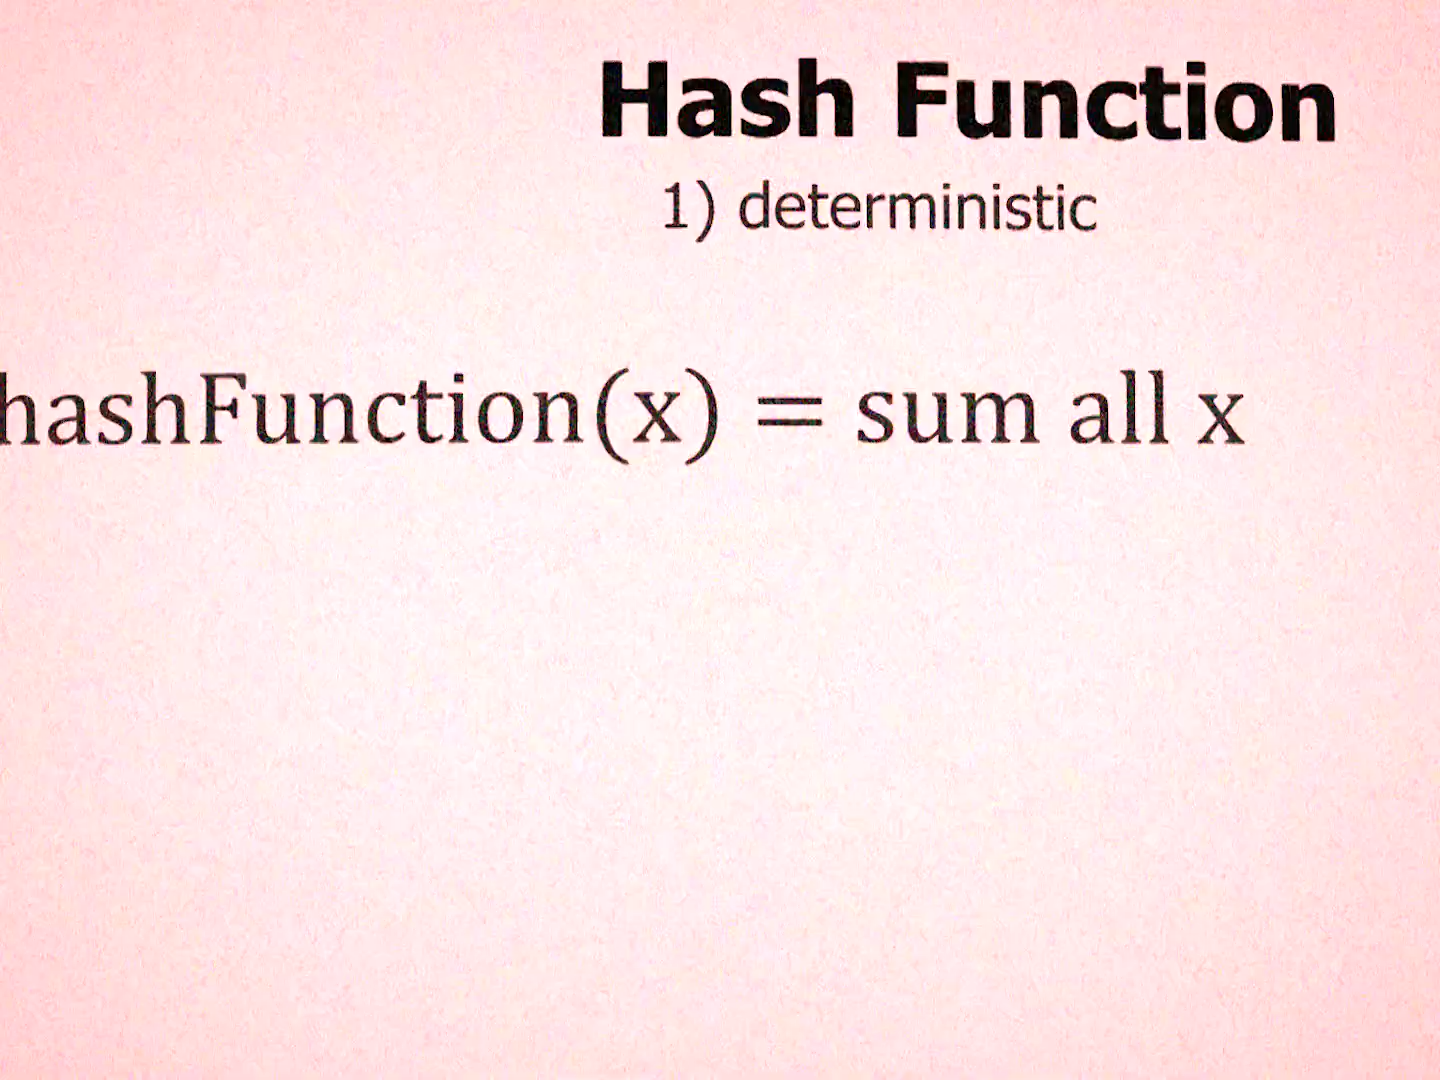 Hash Function
1) deterministic
hashFunction(x) = sum all x